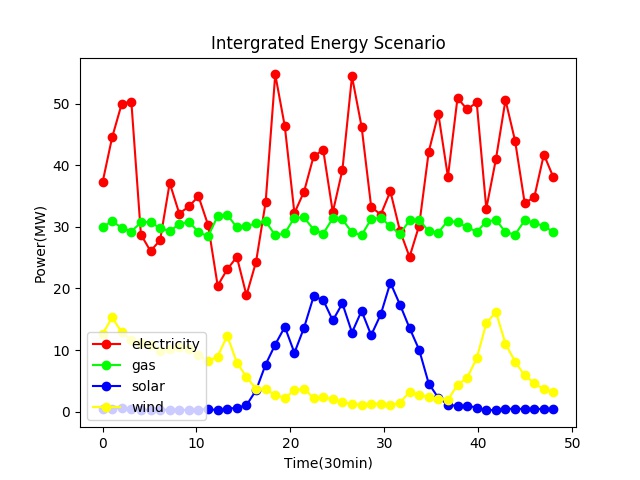 Intergrated Energy Scenario
Power(MW)
50
40
30
20
10
0
electricity
gas
solar
wind
0 10 20 30 40 50
Time(30min)